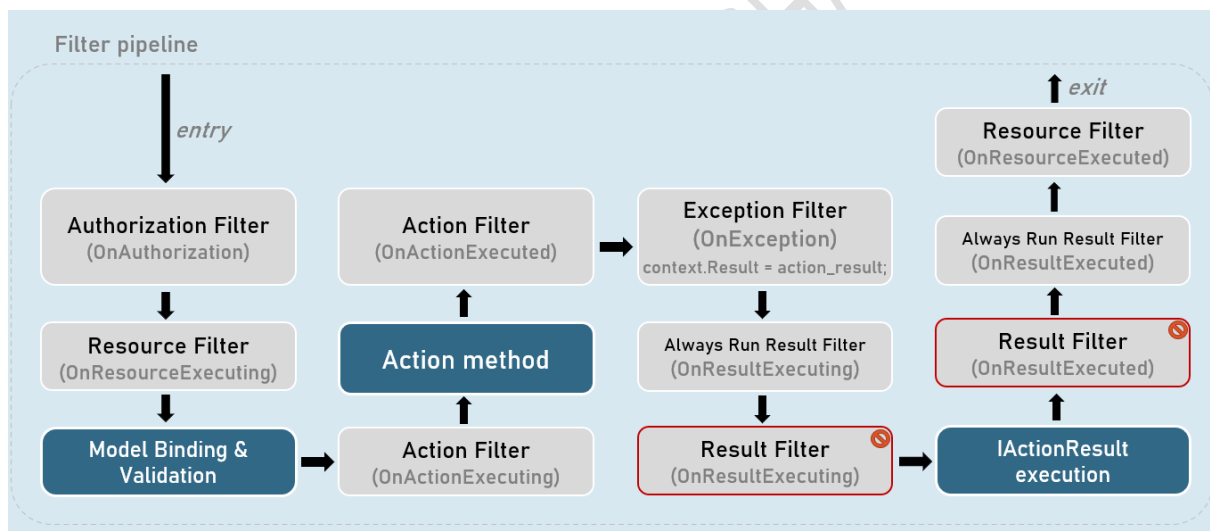 Filter pipeline
entry
Authorization Filter
(OnAuthorization)
Resource Filter
(OnResourceExecuting)
Model Binding &
Validation
Action Filter
(OnActionExecuting)
Action method
Action Filter
(OnActionExecuted)
Exception Filter
(OnException)
context.Result = action_result;
Always Run Result Filter
(OnResultExecuting)
Result Filter
(OnResultExecuting)
IActionResult
execution
Result Filter
(OnResultExecuted)
Always Run Result Filter
(OnResultExecuted)
Resource Filter
(OnResourceExecuted)
exit